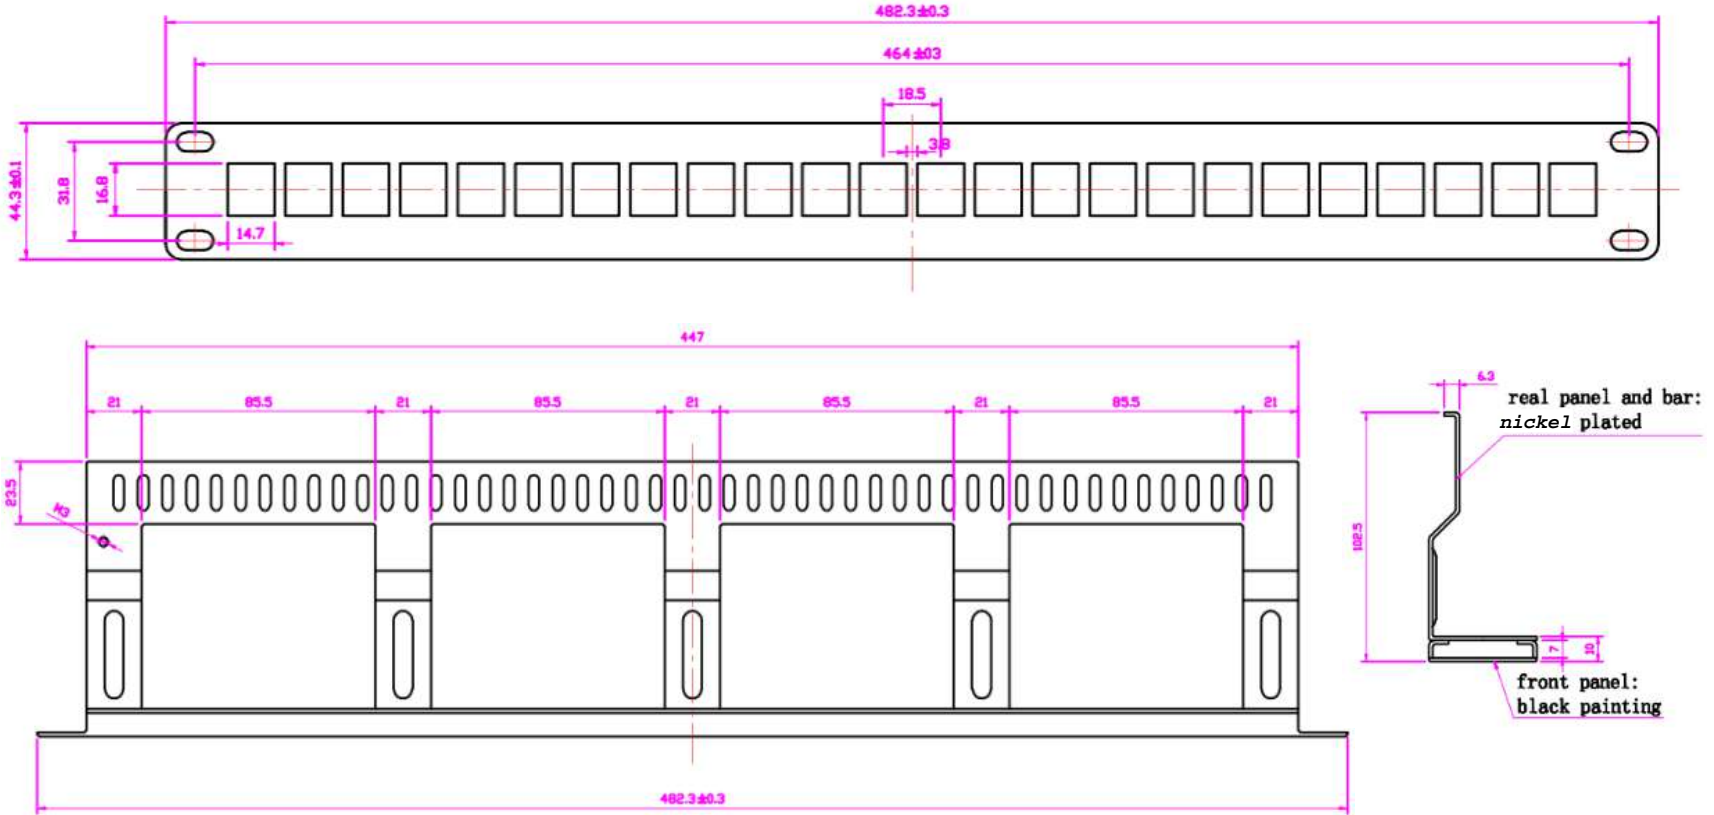 482.3±0.3
464±03
18.5
3.8
44.3±0.1
31.8
16.8
14.7
447
21 85.5 21 85.5 21 85.5 21 85.5 21
23.5
M3
482.3±0.3
6.3
real panel and bar:
nickel plated
102.5
7
10
front panel:
black painting